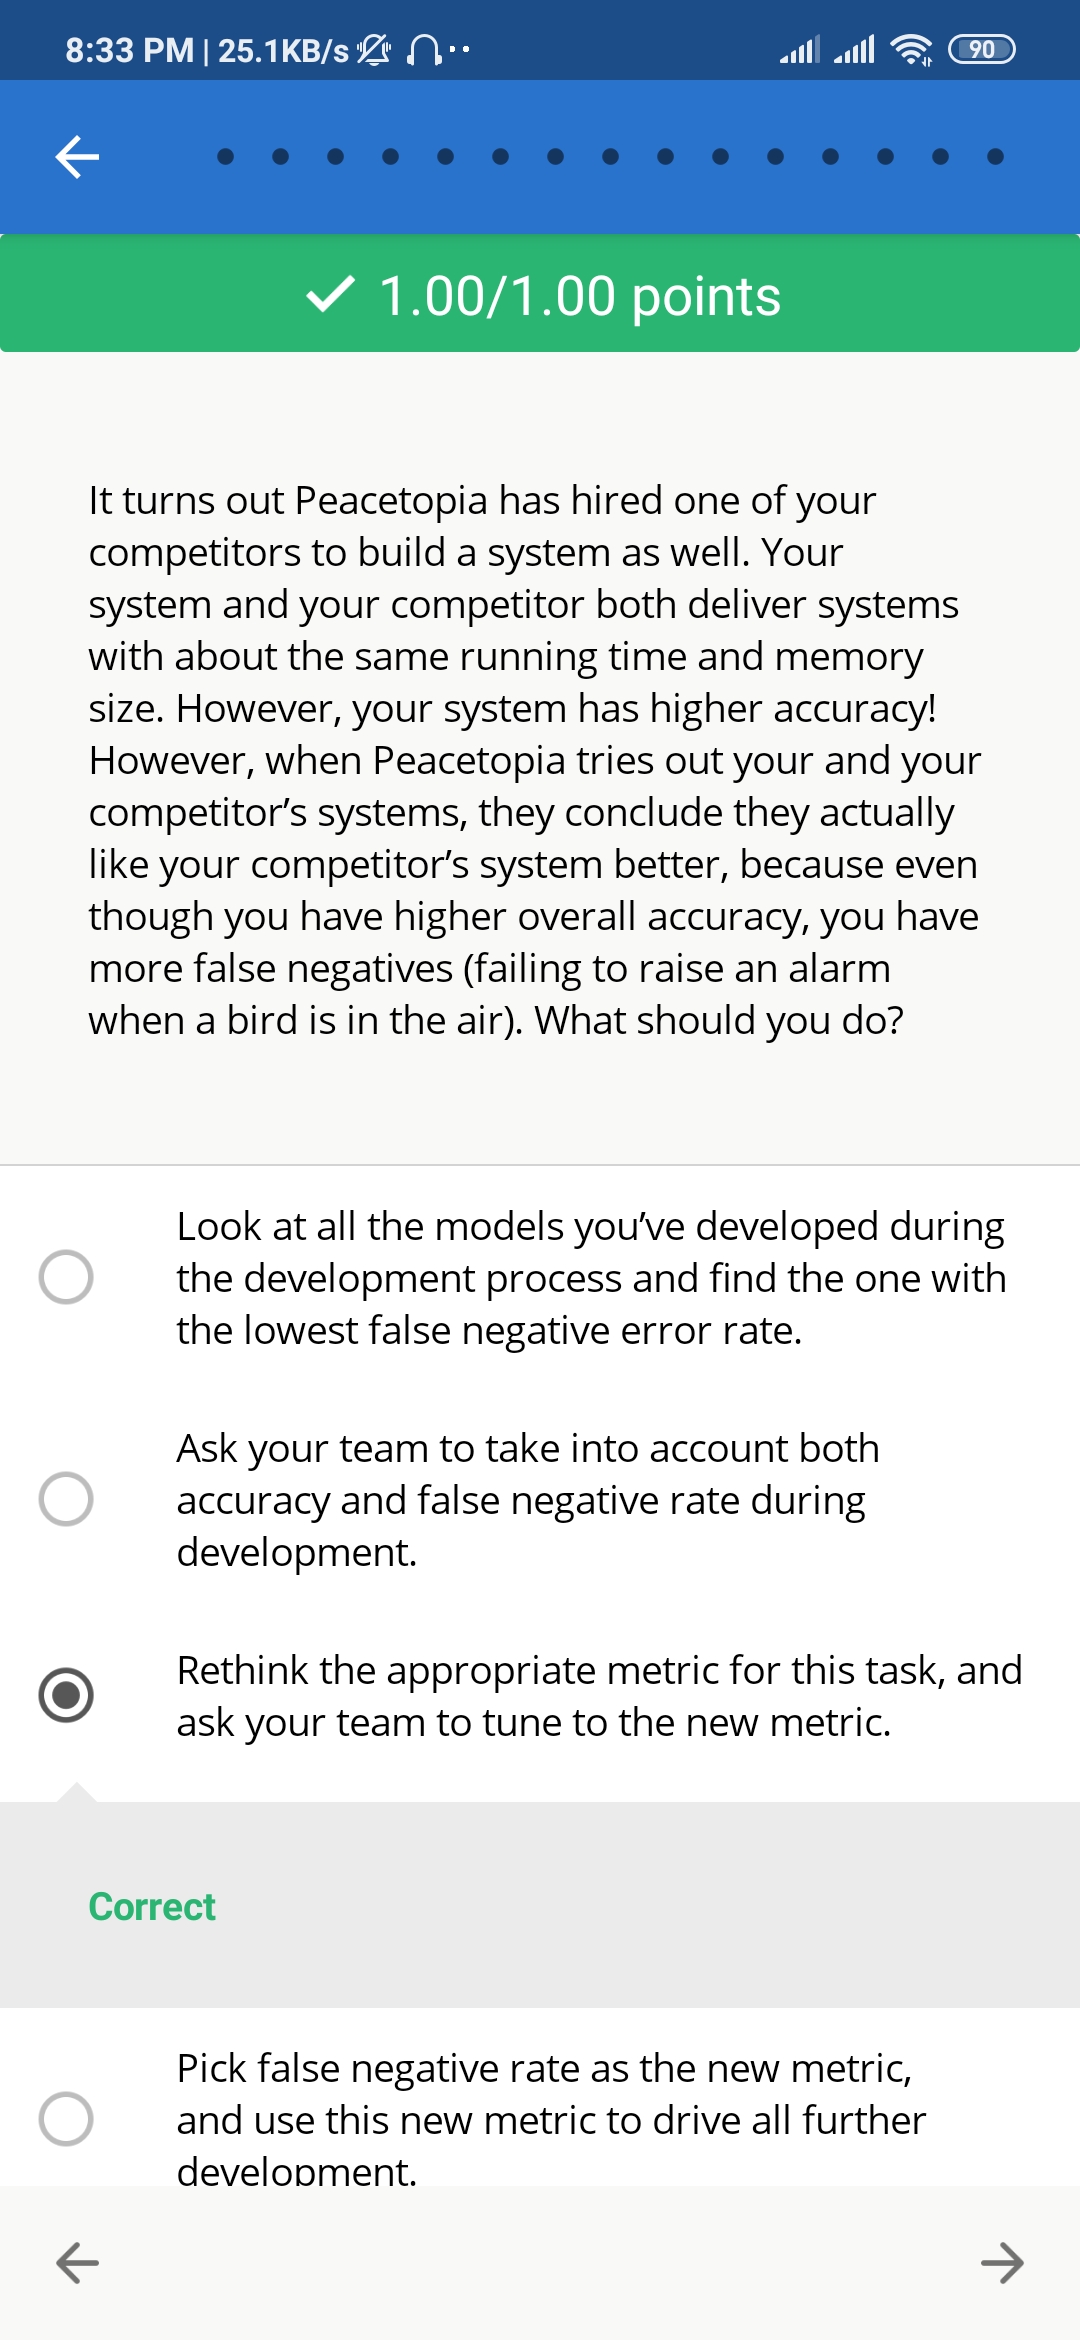 8:33 PM | 25.1KB/s
90
1.00/1.00 points
It turns out Peacetopia has hired one of your
competitors to build a system as well. Your
system and your competitor both deliver systems
with about the same running time and memory
size. However, your system has higher accuracy!
However, when Peacetopia tries out your and your
competitor’s systems, they conclude they actually
like your competitor’s system better, because even
though you have higher overall accuracy, you have
more false negatives (failing to raise an alarm
when a bird is in the air). What should you do?
Look at all the models you’ve developed during
the development process and find the one with
the lowest false negative error rate.
Ask your team to take into account both
accuracy and false negative rate during
development.
Rethink the appropriate metric for this task, and
ask your team to tune to the new metric.
Correct
Pick false negative rate as the new metric,
and use this new metric to drive all further
development.